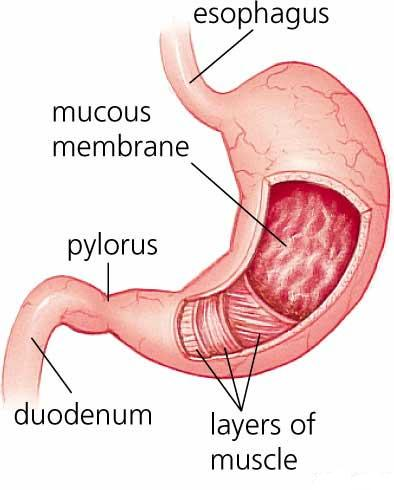 esophagus
mucous
membrane
pylorus
duodenum
layers of
muscle